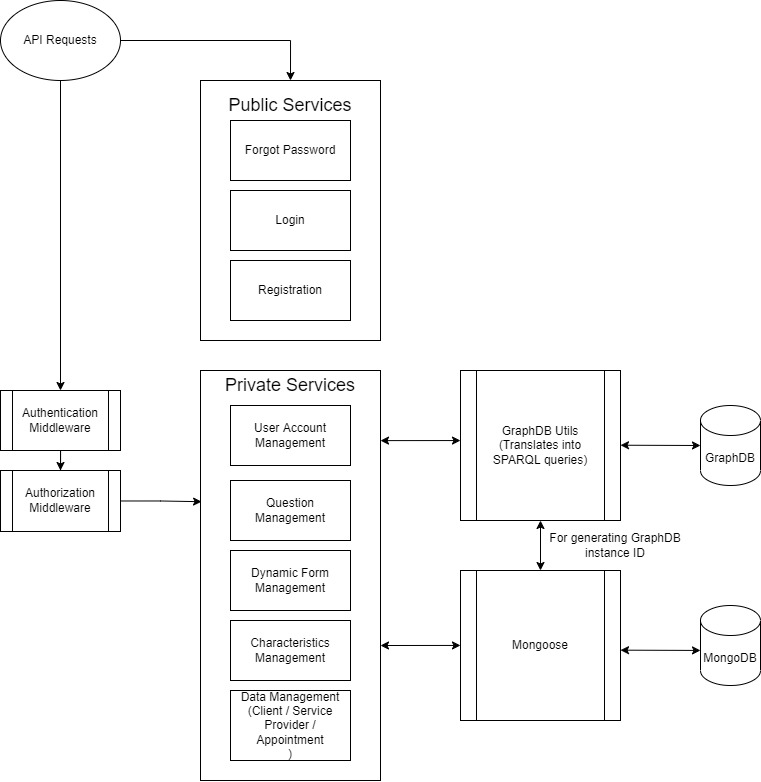 API Requests
Public Services
Forgot Password
Login
Registration
Authentication
Middleware
Authorization
Middleware
Private Services
User Account
Management
Question
Management
Dynamic Form
Management
Characteristics
Management
Data Management
(Client / Service
Provider /
Appointment
)
GraphDB Utils
(Translates into
SPARQL queries)
GraphDB
For generating GraphDB
instance ID
Mongoose
MongoDB